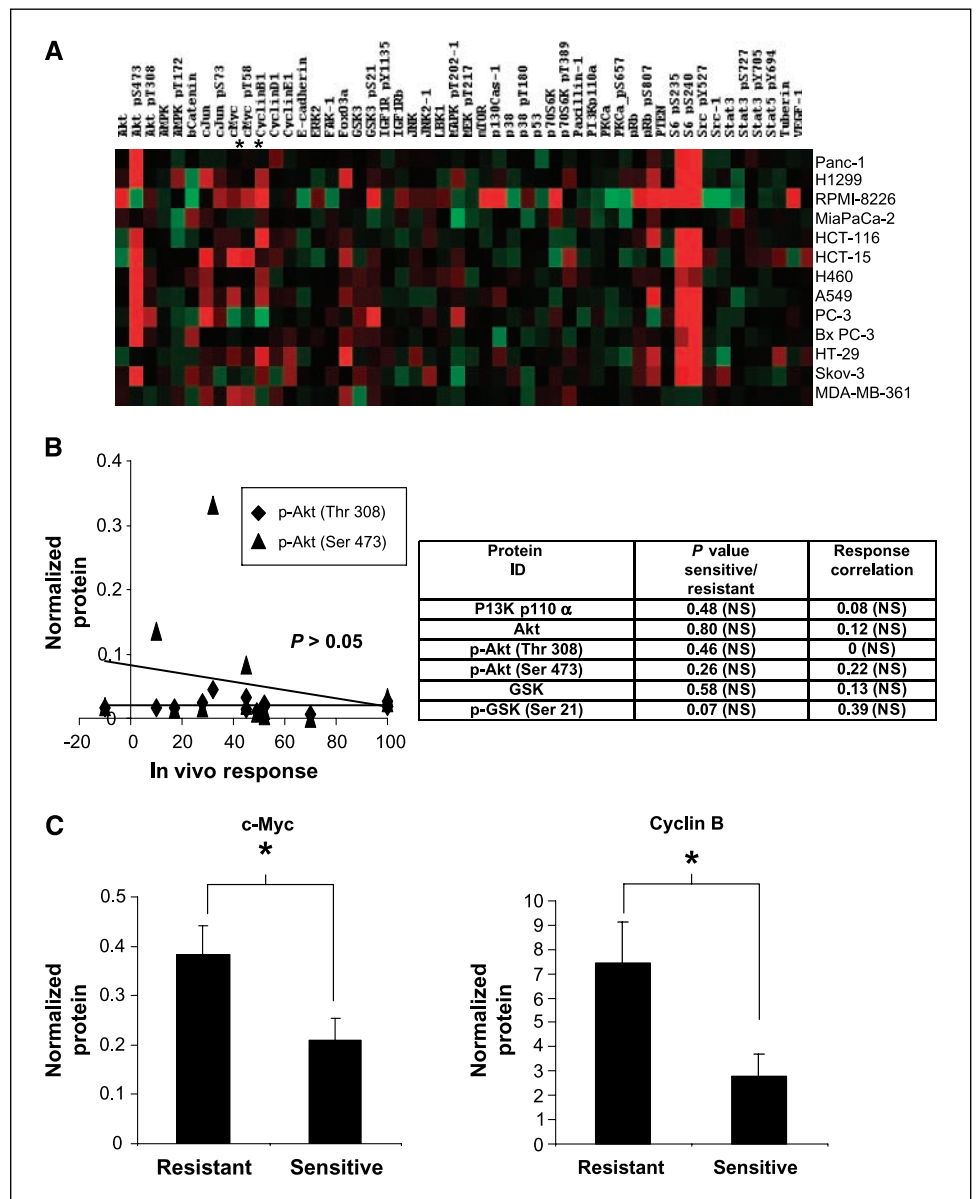 A
Akt
Akt pS473
Akt pT308
AMPK
AMPK pT172
bCatenin
cJun
cJun pS73
cMyc
cMyc pT58
CyclinB1
CyclinD1
CyclinE1
E-cadherin
ERK2
FAK-1
FoxO3a
GSK3
GSK3 pS21
IGF1R pY1135
IGF1Rb
JNK
JNK2-1
LBK1
MAPK pT202-1
MEK pT217
mTOR
p130Cas-1
p38
p38 pT180
p53
p70S6K
p70S6K pT389
Paxillin-1
P13Kp110a
PKCa
PKCa_pS657
pRb
pRb pS807
PTEN
S6 pS235
S6 pS240
Src pY527
Src-1
Stat3
Stat3 pS727
Stat3 pY705
Stat5 pY694
Tuberin
VEGF-1
* *
Panc-1
H1299
RPMI-8226
MiaPaCa-2
HCT-116
HCT-15
H460
A549
PC-3
Bx PC-3
HT-29
Skov-3
MDA-MB-361
B
Normalized
protein
0.4
0.3
0.2
0.1
0
-20 0 20 40 60 80 100
In vivo response
p-Akt (Thr 308)
p-Akt (Ser 473)
P > 0.05
Protein ID P value sensitive/ resistant Response correlation
P13K p110 α 0.48 (NS) 0.08 (NS)
Akt 0.80 (NS) 0.12 (NS)
p-Akt (Thr 308) 0.46 (NS) 0 (NS)
p-Akt (Ser 473) 0.26 (NS) 0.22 (NS)
GSK 0.58 (NS) 0.13 (NS)
p-GSK (Ser 21) 0.07 (NS) 0.39 (NS)
C
c-Myc
*
Normalized
protein
0.5
0.4
0.3
0.2
0.1
0
Resistant Sensitive
Cyclin B
*
Normalized
protein
10
9
8
7
6
5
4
3
2
1
0
Resistant Sensitive